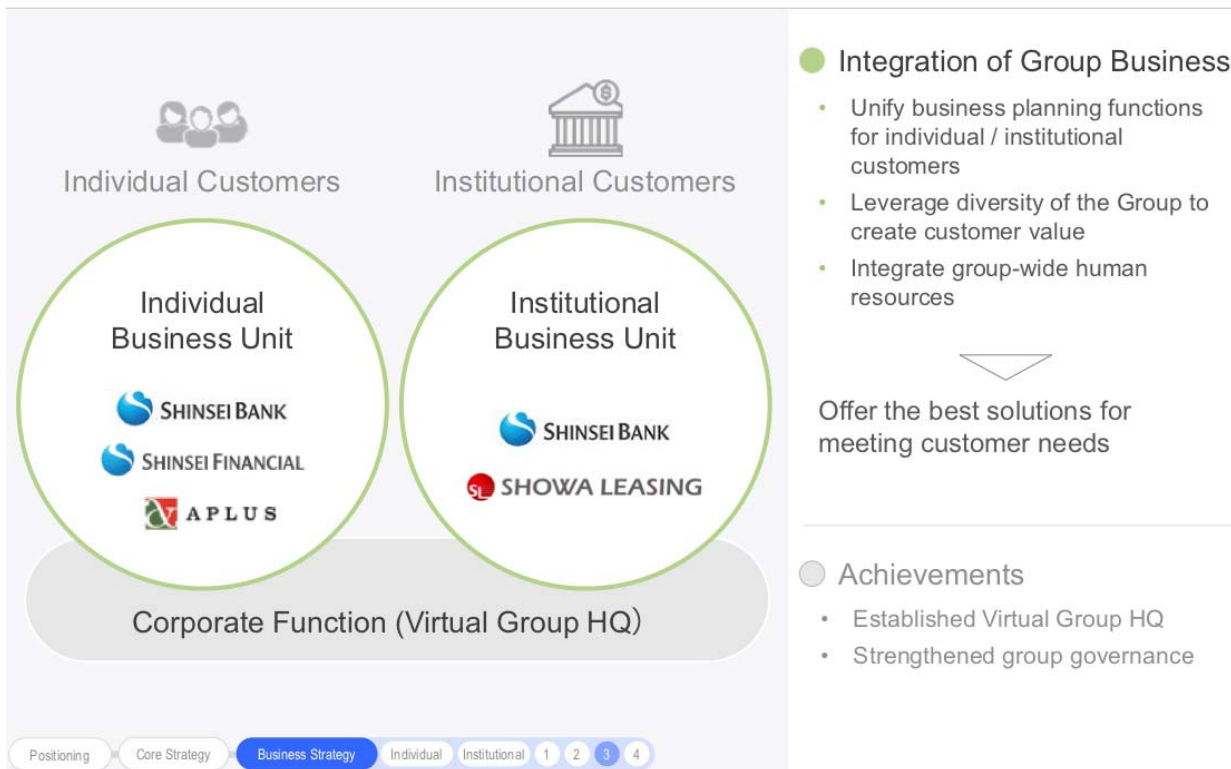 Individual Customers
Institutional Customers
Individual
Business Unit
SHINSEI BANK
SHINSEI FINANCIAL
APLUS
Institutional
Business Unit
SHINSEI BANK
SL SHOWA LEASING
Corporate Function (Virtual Group HQ）
Integration of Group Business
• Unify business planning functions
for individual / institutional
customers
• Leverage diversity of the Group to
create customer value
• Integrate group-wide human
resources
Offer the best solutions for
meeting customer needs
Achievements
• Established Virtual Group HQ
• Strengthened group governance
Positioning Core Strategy Business Strategy Individual Institutional 1 2 3 4